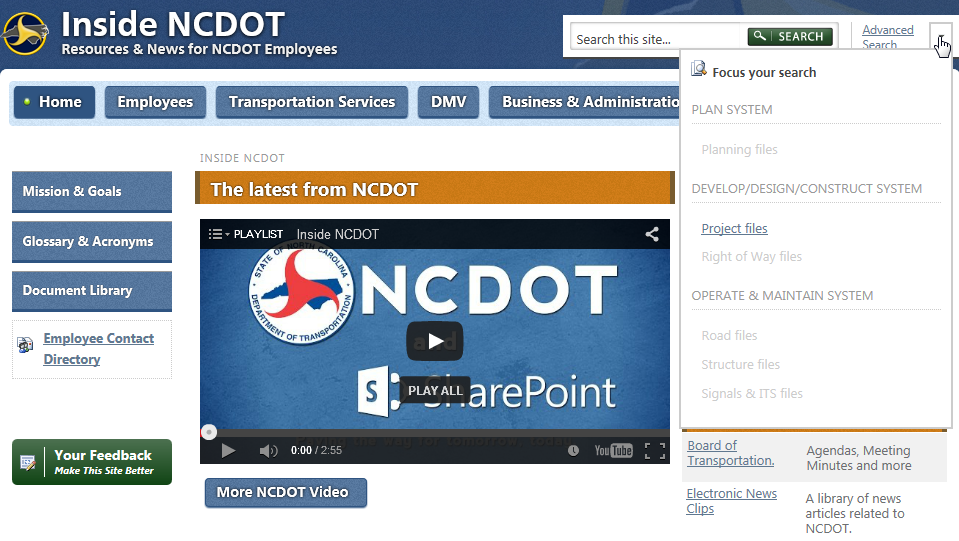 Inside NCDOT
Resources & News for NCDOT Employees
Search this site...
SEARCH
Advanced
Search
Home
Employees
Transportation Services
DMV
Business & Administratio
Focus your search
PLAN SYSTEM
Planning files
DEVELOP/DESIGN/CONSTRUCT SYSTEM
Project files
Right of Way files
OPERATE & MAINTAIN SYSTEM
Road files
Structure files
Signals & ITS files
Mission & Goals
Glossary & Acronyms
Document Library
Employee Contact
Directory
Your Feedback
Make This Site Better
INSIDE NCDOT
The latest from NCDOT
PLAYLIST Inside NCDOT
STATE OF NORTH CAROLINA
DEPARTMENT OF TRANSPORTATION
NCDOT
and
PLAY ALL
SharePoint
0:00 / 2:55
YouTube
More NCDOT Video
Board of
Transportation.
Agendas, Meeting
Minutes and more
Electronic News
Clips
A library of news
articles related to
NCDOT.